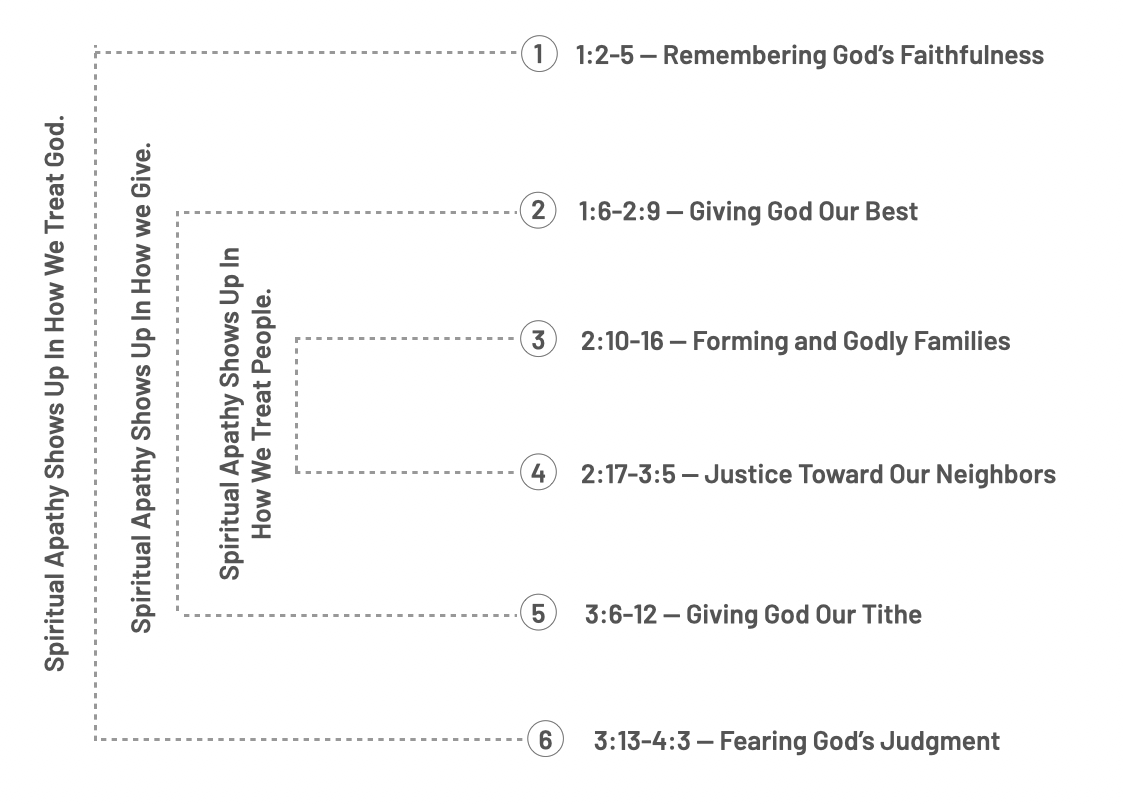 Spiritual Apathy Shows Up In How We Treat God.
Spiritual Apathy Shows Up In How we Give.
Spiritual Apathy Shows Up In
How We Treat People.
1 1:2-5 – Remembering God’s Faithfulness
2 1:6-2:9 – Giving God Our Best
3 2:10-16 – Forming and Godly Families
4 2:17-3:5 – Justice Toward Our Neighbors
5 3:6-12 – Giving God Our Tithe
6 3:13-4:3 – Fearing God’s Judgment